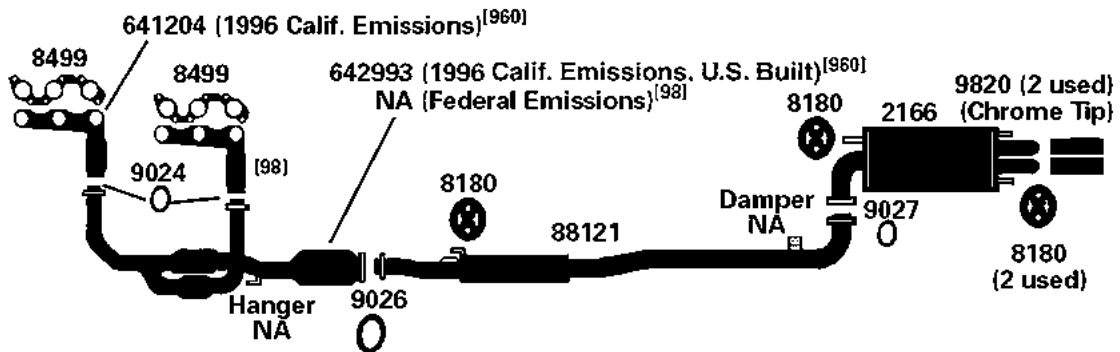 641204 (1996 Calif. Emissions)[960]
8499
8499
642993 (1996 Calif. Emissions, U.S. Built)[960]
NA (Federal Emissions)[98]
8180
2166
9820 (2 used)
(Chrome Tip)
9024
[98]
8180
88121
Damper
NA
9027
8180
(2 used)
Hanger
NA
9026